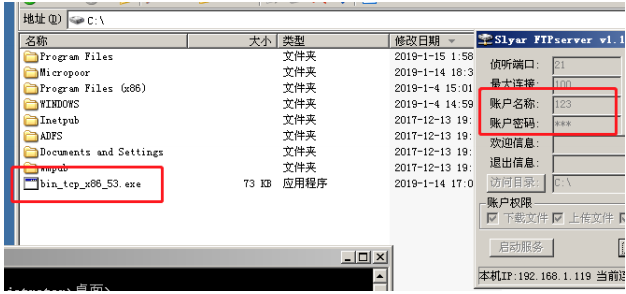 地址(D) C:\
名称 大小 类型 修改日期
Program Files 文件夹 2019-1-15 1:58
Micropoor 文件夹 2019-1-14 18:3
Program Files (x86) 文件夹 2019-1-4 15:01
WINDOWS 文件夹 2019-1-4 14:59
Inetpub 文件夹 2017-12-13 19:
ADFS 文件夹 2017-12-13 19:
Documents and Settings 文件夹 2017-12-13 19:
wmpub 文件夹 2017-12-13 19:
bin_tcp_x86_53.exe 73 KB 应用程序 2019-1-14 17:0
Slyar FTPserver v1.1
侦听端口: 21
最大连接: 100
账户名称: 123
账户密码: ***
欢迎信息:
退出信息:
访问目录: C:\
账户权限
下载文件 上传文件
启动服务
本机IP:192.168.1.119 当前
istrator\桌面>